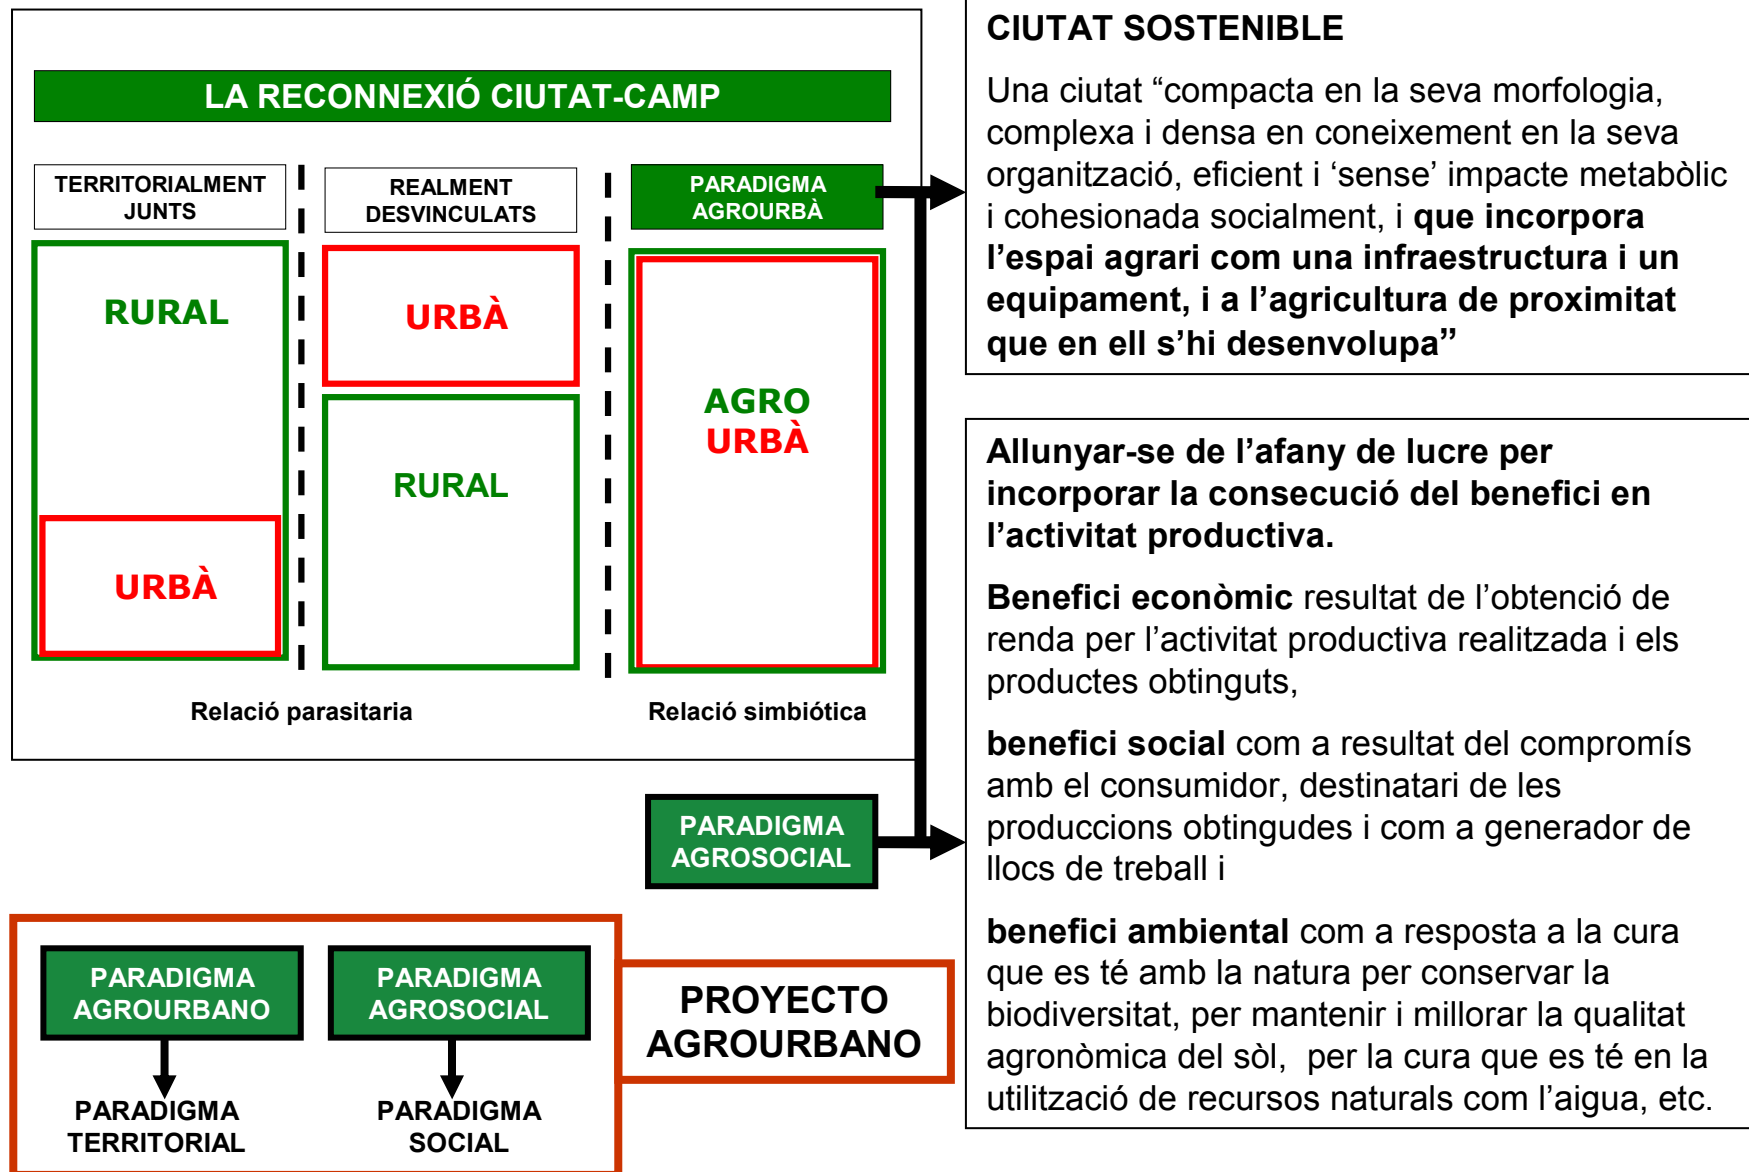 LA RECONNEXIÓ CIUTAT-CAMP
TERRITORIALMENT
JUNTS
REALMENT
DESVINCULATS
PARADIGMA
AGROURBÀ
RURAL
URBÀ
URBÀ
RURAL
AGRO
URBÀ
Relació parasitaria
Relació simbiótica
PARADIGMA
AGROSOCIAL
PARADIGMA
AGROURBANO
PARADIGMA
AGROSOCIAL
PARADIGMA
TERRITORIAL
PARADIGMA
SOCIAL
PROYECTO
AGROURBANO
CIUTAT SOSTENIBLE
Una ciutat “compacta en la seva morfologia,
complexa i densa en coneixement en la seva
organització, eficient i ‘sense’ impacte metabòlic
i cohesionada socialment, i que incorpora
l’espai agrari com una infraestructura i un
equipament, i a l’agricultura de proximitat
que en ell s’hi desenvolupa”
Allunyar-se de l’afany de lucre per
incorporar la consecució del benefici en
l’activitat productiva.
Benefici econòmic resultat de l’obtenció de
renda per l’activitat productiva realitzada i els
productes obtinguts,
benefici social com a resultat del compromís
amb el consumidor, destinatari de les
produccions obtingudes i com a generador de
llocs de treball i
benefici ambiental com a resposta a la cura
que es té amb la natura per conservar la
biodiversitat, per mantenir i millorar la qualitat
agronòmica del sòl, per la cura que es té en la
utilització de recursos naturals com l’aigua, etc.